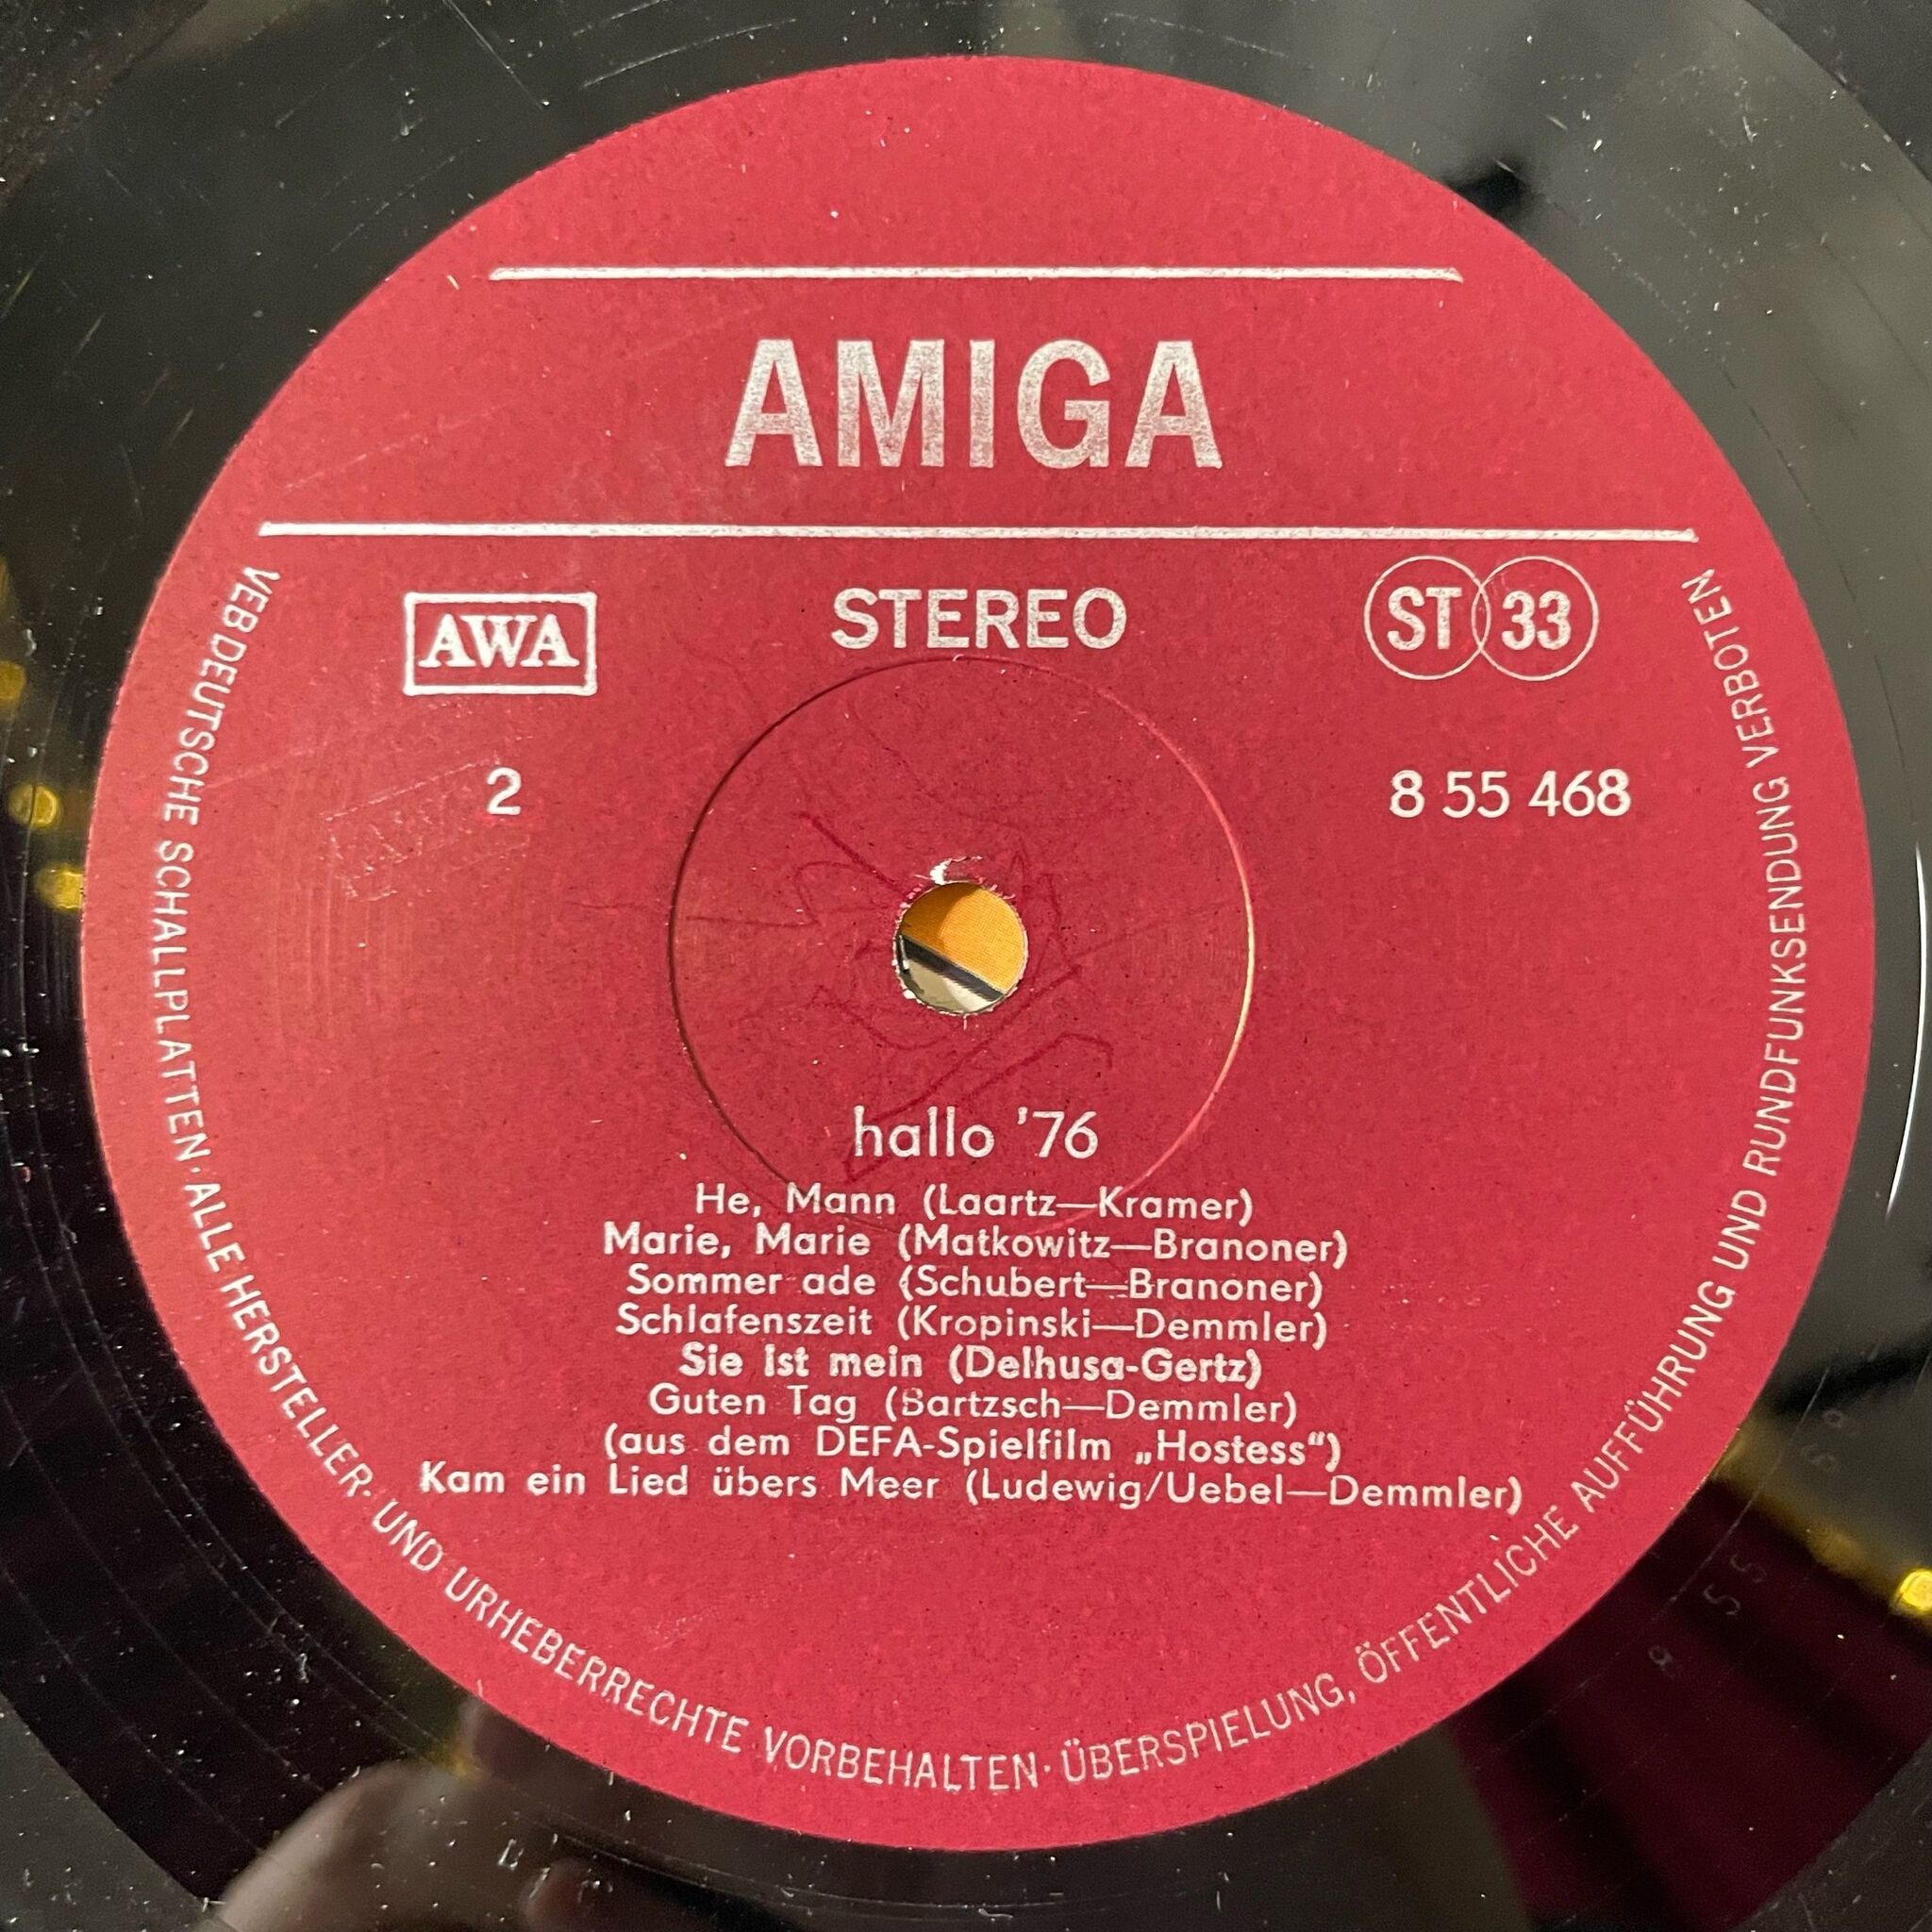 AMIGA
AWA
STEREO
ST 33
2
8 55 468
hallo '76
He, Mann (Laartz—Kramer)
Marie, Marie (Matkowitz—Branoner)
Sommer ade (Schubert—Branoner)
Schlafenszeit (Kropinski—Demmler)
Sie ist mein (Delhusa-Gertz)
Guten Tag (Bartzsch—Demmler)
(aus dem DEFA-Spielfilm „Hostess“)
Kam ein Lied übers Meer (Ludewig/Uebel—Demmler)
VEB DEUTSCHE SCHALLPLATTEN · ALLE HERSTELLER- UND URHEBERRECHTE VORBEHALTEN · ÜBERSPIELUNG, ÖFFENTLICHE AUFFÜHRUNG UND RUNDFUNKSENDUNG VERBOTEN